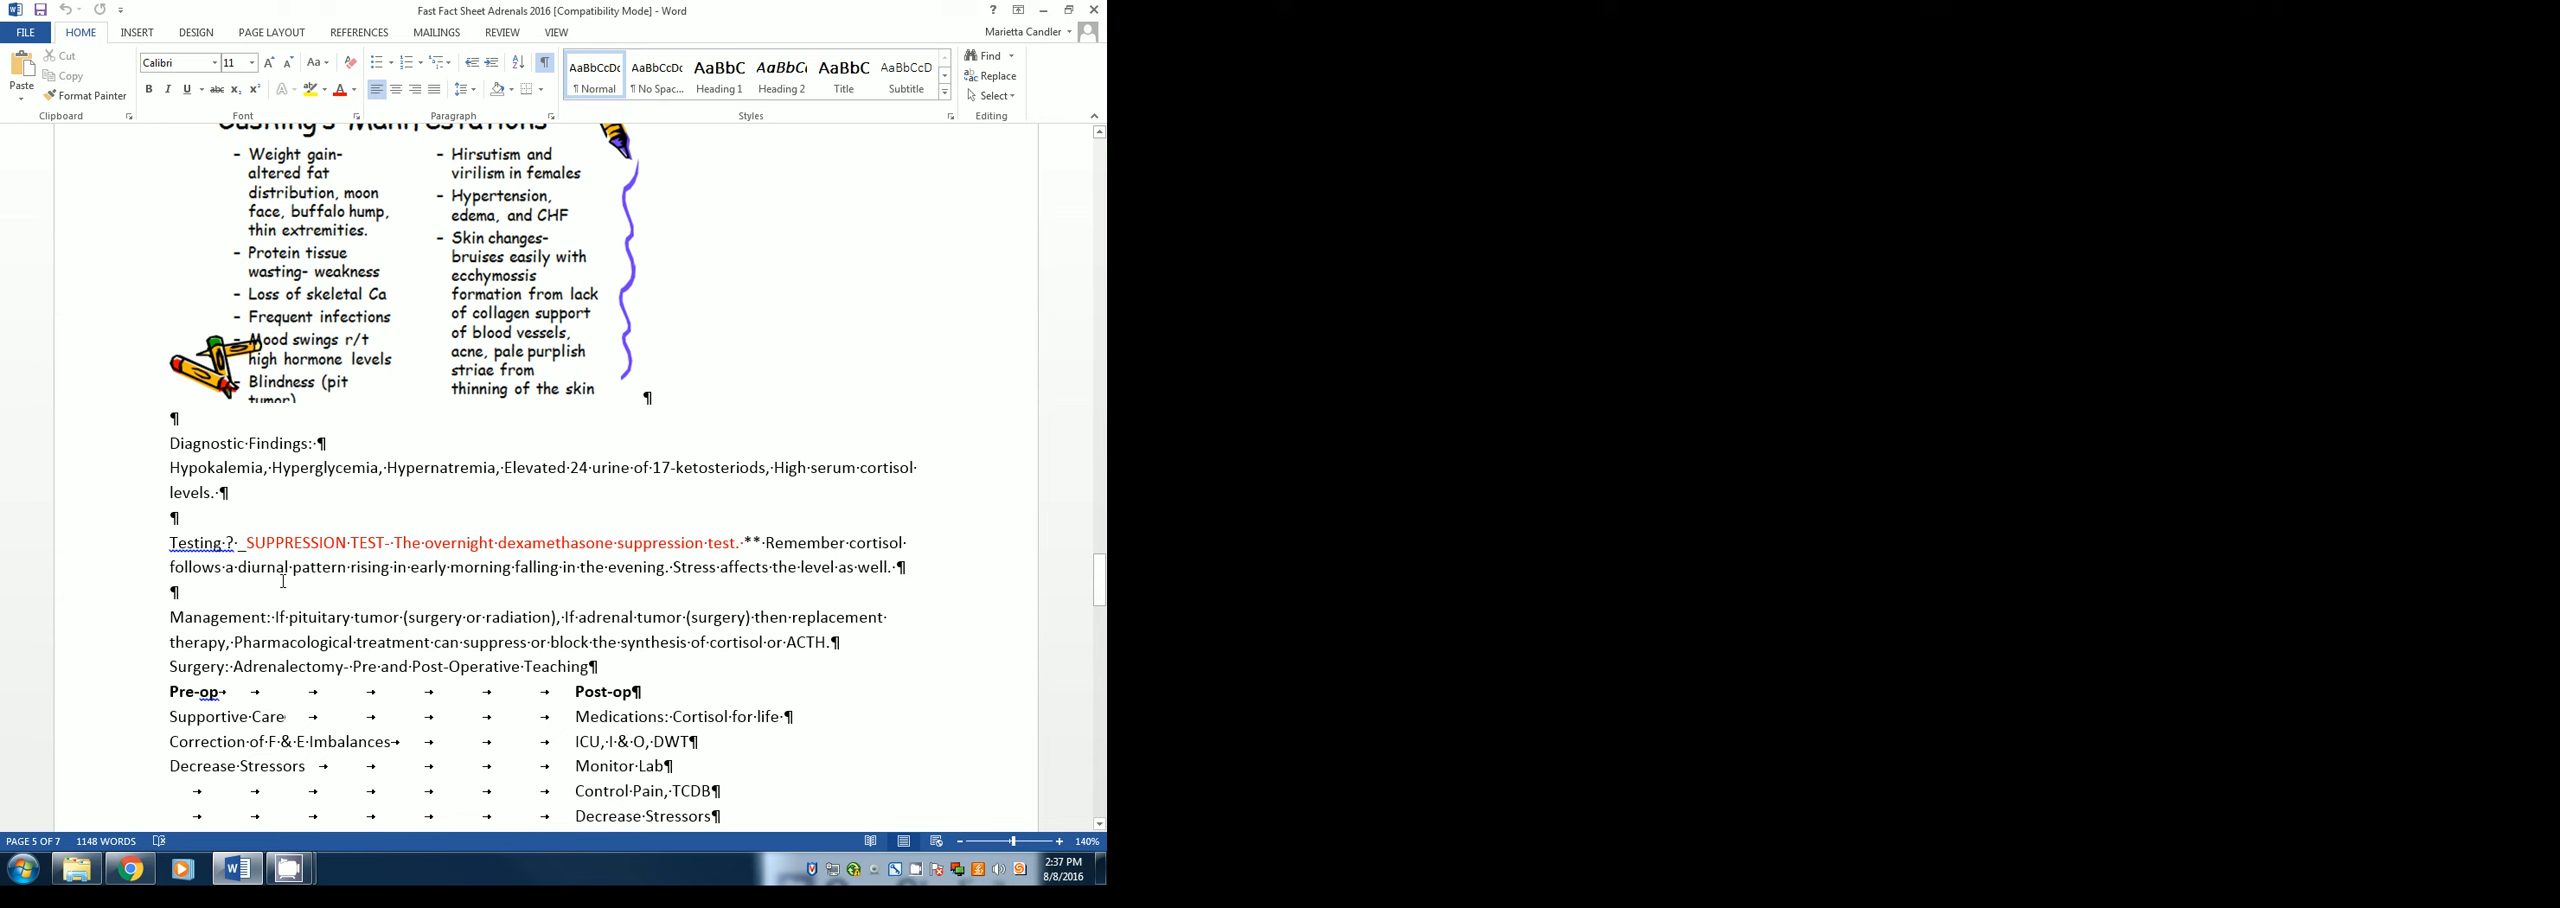 Fast Fact Sheet Adrenals 2016 [Compatibility Mode] - Word
FILE HOME INSERT DESIGN PAGE LAYOUT REFERENCES MAILINGS REVIEW VIEW
Marietta Candler
Paste
Cut
Copy
Format Painter
Calibri 11
AaBbCcDc AaBbCcDc AaBbC AaBbCc AaBbC AaBbCcD
¶ Normal ¶ No Spac... Heading 1 Heading 2 Title Subtitle
Find
Replace
Select
Clipboard Font Paragraph Styles Editing
Cushing's Manifestations
- Weight gain-
altered fat
distribution, moon
face, buffalo hump,
thin extremities.
- Protein tissue
wasting- weakness
- Loss of skeletal Ca
- Frequent infections
- Mood swings r/t
high hormone levels
- Blindness (pit
tumor)
- Hirsutism and
virilism in females
- Hypertension,
edema, and CHF
- Skin changes-
bruises easily with
ecchymossis
formation from lack
of collagen support
of blood vessels,
acne, pale purplish
striae from
thinning of the skin
Diagnostic Findings: ¶
Hypokalemia, Hyperglycemia, Hypernatremia, Elevated 24 urine of 17-ketosteriods, High serum cortisol
levels. ¶
Testing ? _SUPPRESSION TEST- The overnight dexamethasone suppression test. ** Remember cortisol
follows a diurnal pattern rising in early morning falling in the evening. Stress affects the level as well. ¶
Management: If pituitary tumor (surgery or radiation), If adrenal tumor (surgery) then replacement
therapy, Pharmacological treatment can suppress or block the synthesis of cortisol or ACTH.¶
Surgery: Adrenalectomy- Pre and Post-Operative Teaching¶
Pre-op Post-op¶
Supportive Care Medications: Cortisol for life ¶
Correction of F & E Imbalances ICU, I & O, DWT¶
Decrease Stressors Monitor Lab¶
Control Pain, TCDB¶
Decrease Stressors¶
PAGE 5 OF 7 1148 WORDS 140%
2:37 PM
8/8/2016